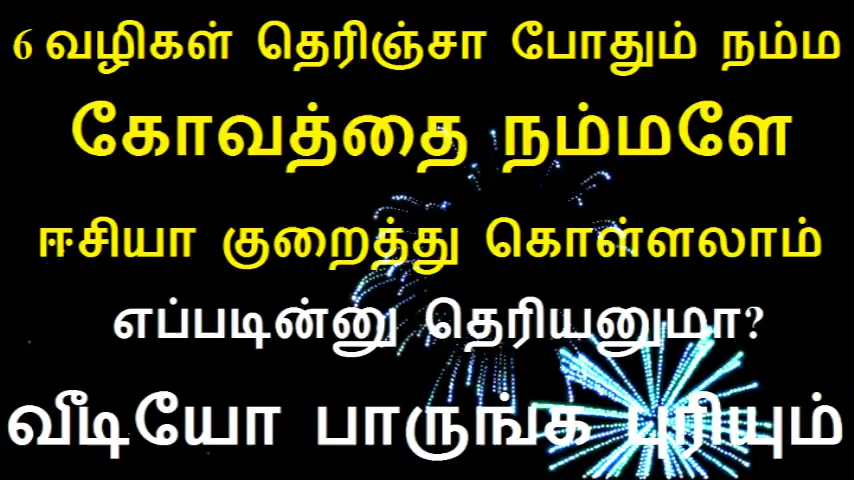 6 வழிகள் தெரிஞ்சா போதும் நம்ம
கோவத்தை நம்மளே
ஈசியா குறைத்து கொள்ளலாம்
எப்படின்னு தெரியனுமா?
வீடியோ பாருங்க புரியும்